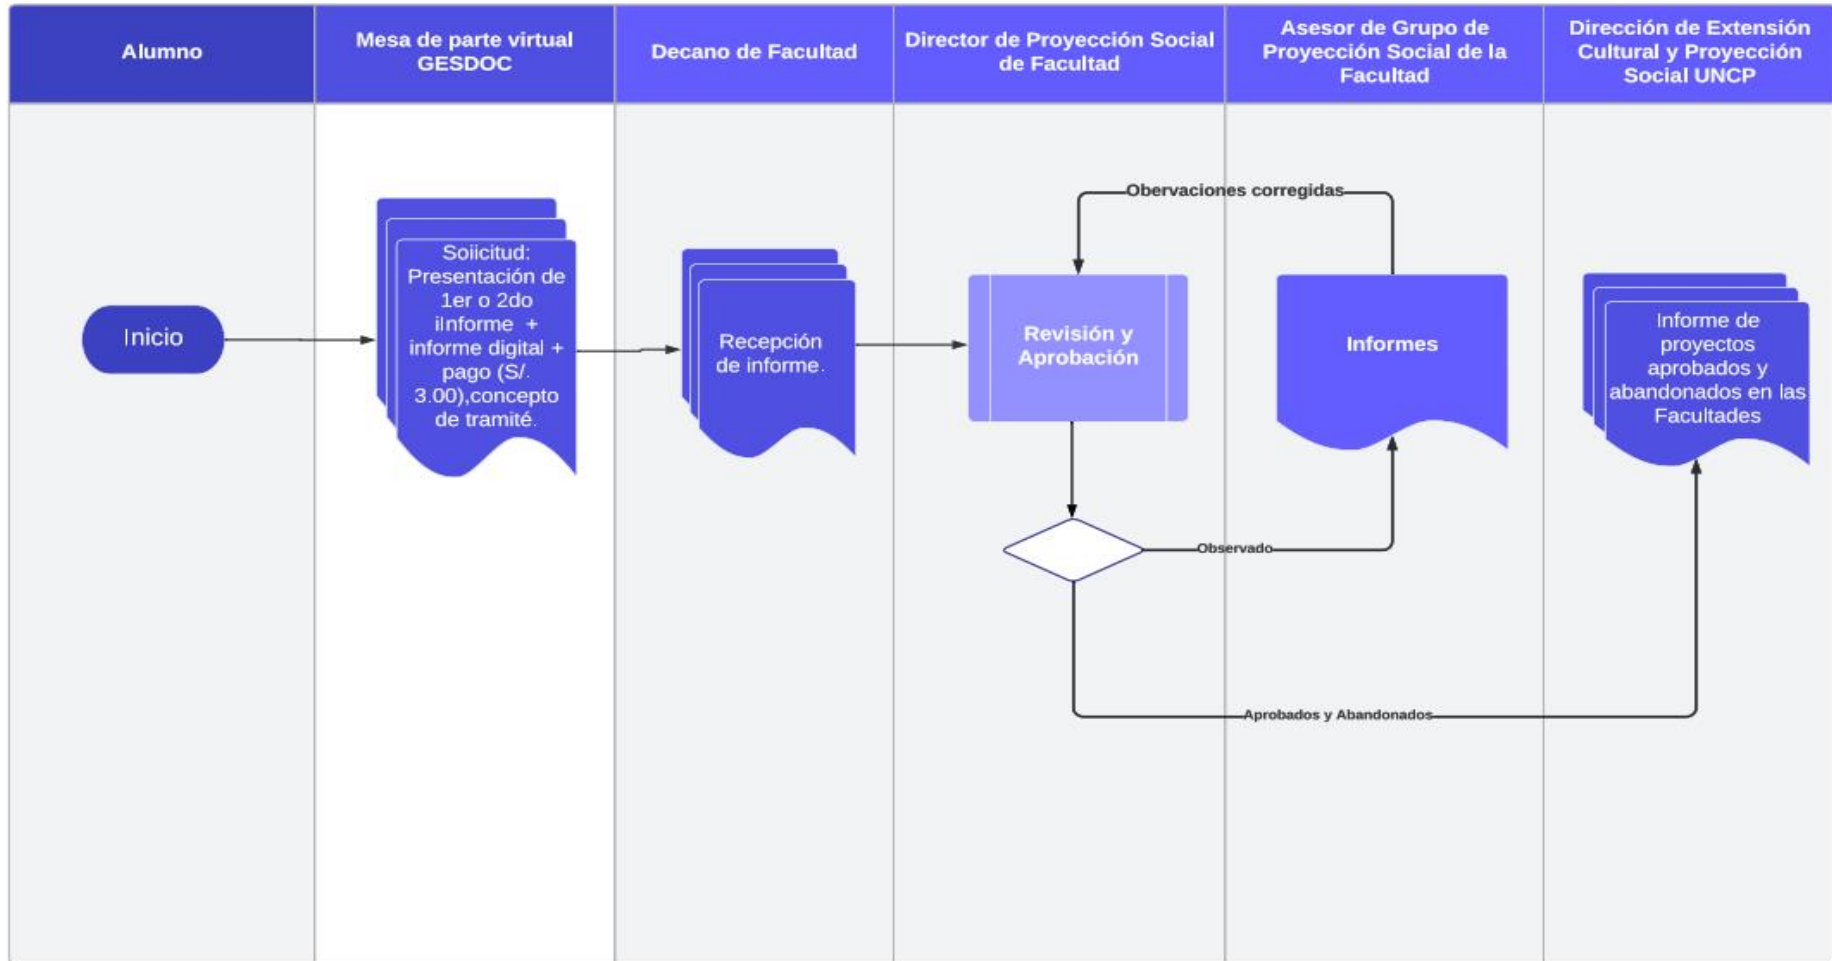 Alumno
Mesa de parte virtual
GESDOC
Decano de Facultad
Director de Proyección Social
de Facultad
Asesor de Grupo de
Proyección Social de la
Facultad
Dirección de Extensión
Cultural y Proyección
Social UNCP
Inicio
Soiicitud:
Presentación de
1er o 2do
iInforme +
informe digital +
pago (S/.
3.00),concepto
de tramité.
Recepción
de informe.
Obervaciones corregidas
Revisión y
Aprobación
Informes
Informe de
proyectos
aprobados y
abandonados en las
Facultades
Observado
Aprobados y Abandonados